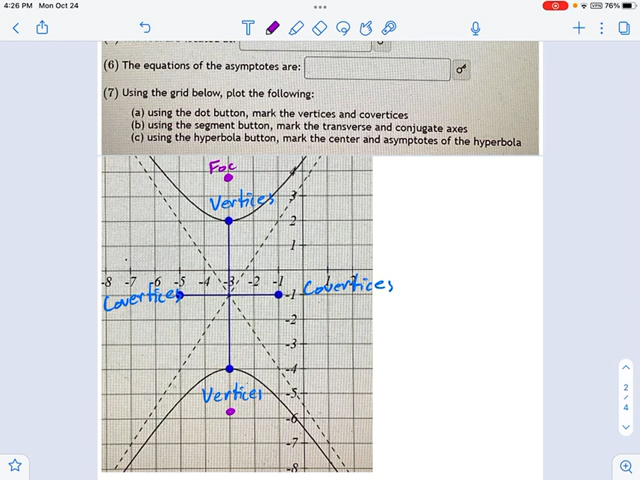 4:26 PM Mon Oct 24
VPN 76%
(6) The equations of the asymptotes are:
(7) Using the grid below, plot the following:
(a) using the dot button, mark the vertices and covertices
(b) using the segment button, mark the transverse and conjugate axes
(c) using the hyperbola button, mark the center and asymptotes of the hyperbola
Foc
Vertices
3
2
1
-8 -7 -6 -5 -4 -3 -2 -1
Covertices -1 Covertices
-2
-3
-4
Vertices -5
-6
-7
-8
2
/
4